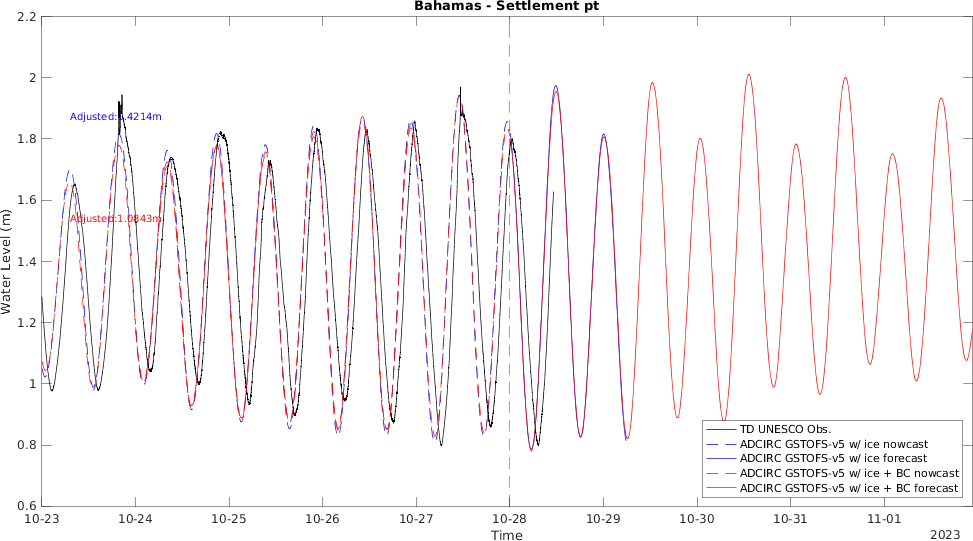 Bahamas - Settlement pt
2.2
2
1.8
1.6
1.4
1.2
1
0.8
0.6
Water Level (m)
Adjusted:1.0843m
10-23
10-24
10-25
10-26
10-27
10-28
10-29
10-30
10-31
11-01
2023
Time
TD UNESCO Obs.
ADCIRC GSTOFS-v5 w/ ice nowcast
ADCIRC GSTOFS-v5 w/ ice forecast
ADCIRC GSTOFS-v5 w/ ice + BC nowcast
ADCIRC GSTOFS-v5 w/ ice + BC forecast